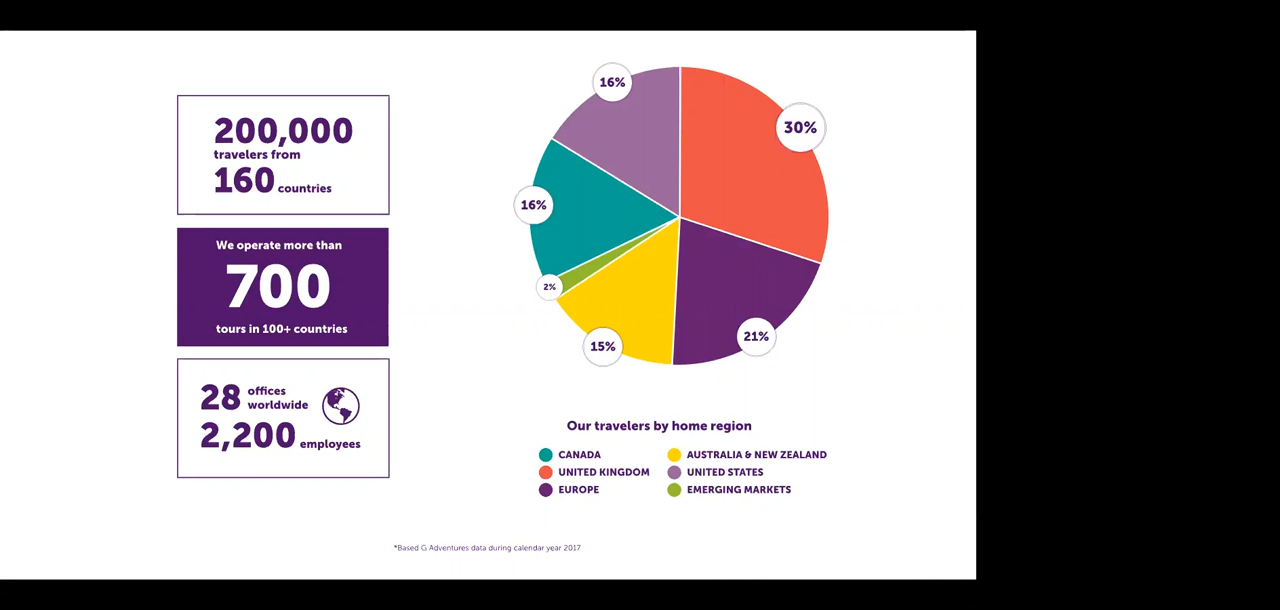 200,000
travelers from
160 countries
We operate more than
700
tours in 100+ countries
28 offices
worldwide
2,200 employees
16%
30%
16%
2%
15%
21%
Our travelers by home region
CANADA
UNITED KINGDOM
EUROPE
AUSTRALIA & NEW ZEALAND
UNITED STATES
EMERGING MARKETS
*Based G Adventures data during calendar year 2017